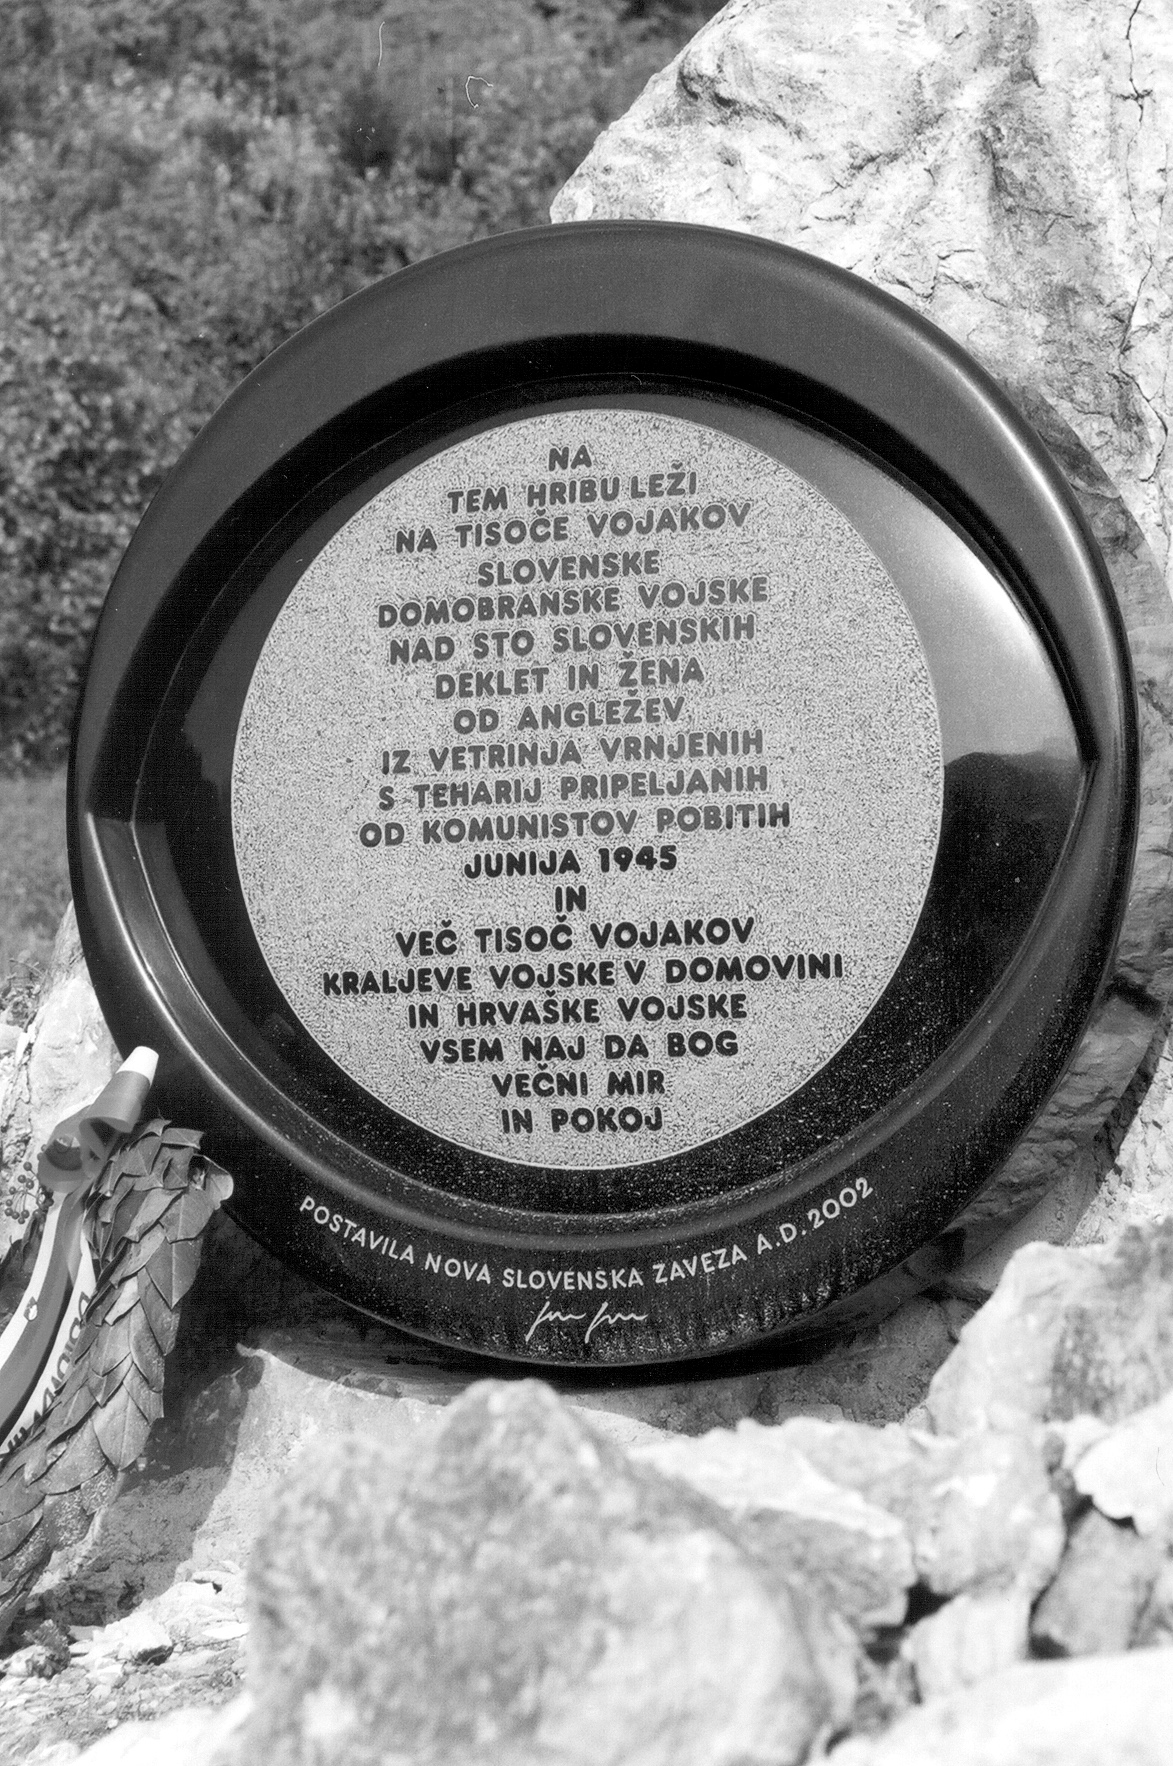 NA
TEM HRIBU LEŽI
NA TISOČE VOJAKOV
SLOVENSKE
DOMOBRANSKE VOJSKE
NAD STO SLOVENSKIH
DEKLET IN ŽENA
OD ANGLEŽEV
IZ VETRINJA VRNJENIH
S TEHARIJ PRIPELJANIH
OD KOMUNISTOV POBITIH
JUNIJA 1945
IN
VEČ TISOČ VOJAKOV
KRALJEVE VOJSKE V DOMOVINI
IN HRVAŠKE VOJSKE
VSEM NAJ DA BOG
VEČNI MIR
IN POKOJ
POSTAVILA NOVA SLOVENSKA ZAVEZA A.D. 2002